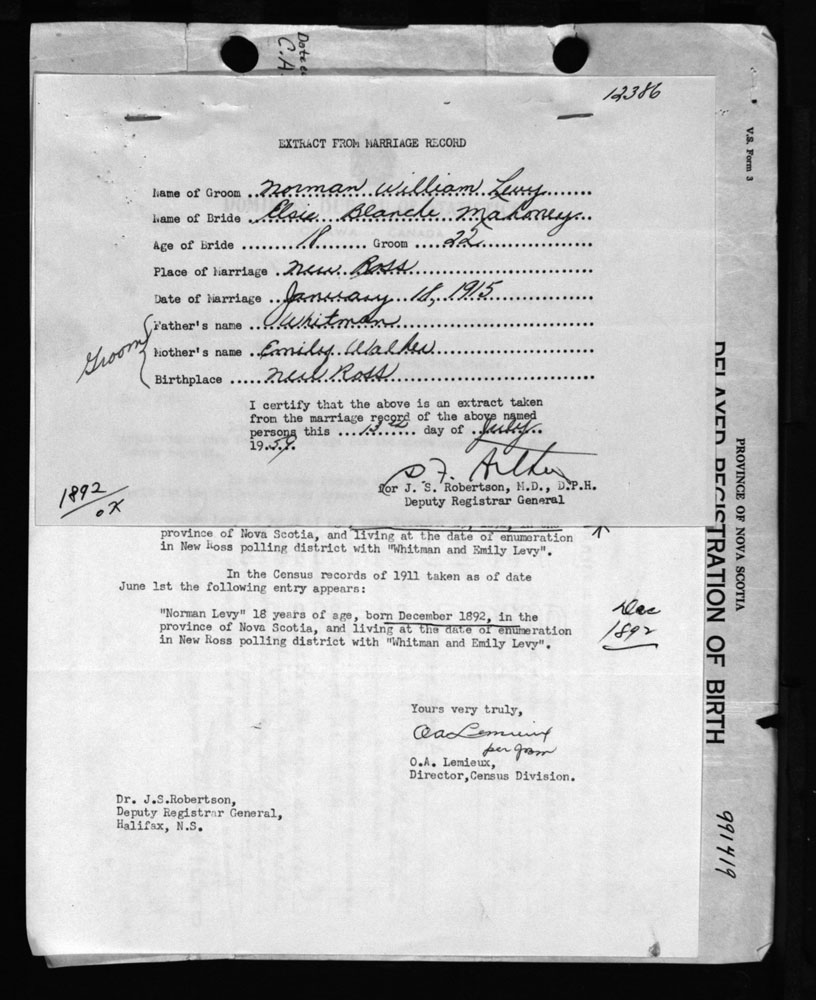 Date
C.A
12386
EXTRACT FROM MARRIAGE RECORD
Name of Groom ..Norman William Levy.......
Name of Bride ..Elsie Blanche Mahoney...
Age of Bride ........18....... Groom ....22................
Place of Marriage .New Ross...........................
Date of Marriage ..January 18, 1915................
Groom
Father's name ..Whitman.............................
Mother's name ..Emily Walker......................
Birthplace .....New Ross..............................
I certify that the above is an extract taken
from the marriage record of the above named
persons this ...13th...... day of ..July..
1959.
for J. S. Robertson, M.D., D.P.H.
Deputy Registrar General
1892
ox
province of Nova Scotia, and living at the date of enumeration
in New Ross polling district with "Whitman and Emily Levy".
In the Census records of 1911 taken as of date
June 1st the following entry appears:
"Norman Levy" 18 years of age, born December 1892, in the
province of Nova Scotia, and living at the date of enumeration
in New Ross polling district with "Whitman and Emily Levy".
Dec
1892
Yours very truly,
OALemieux
per
O.A. Lemieux,
Director,Census Division.
Dr. J.S.Robertson,
Deputy Registrar General,
Halifax, N.S.
V.S. Form 3
PROVINCE OF NOVA SCOTIA
DELAYED REGISTRATION OF BIRTH
991419